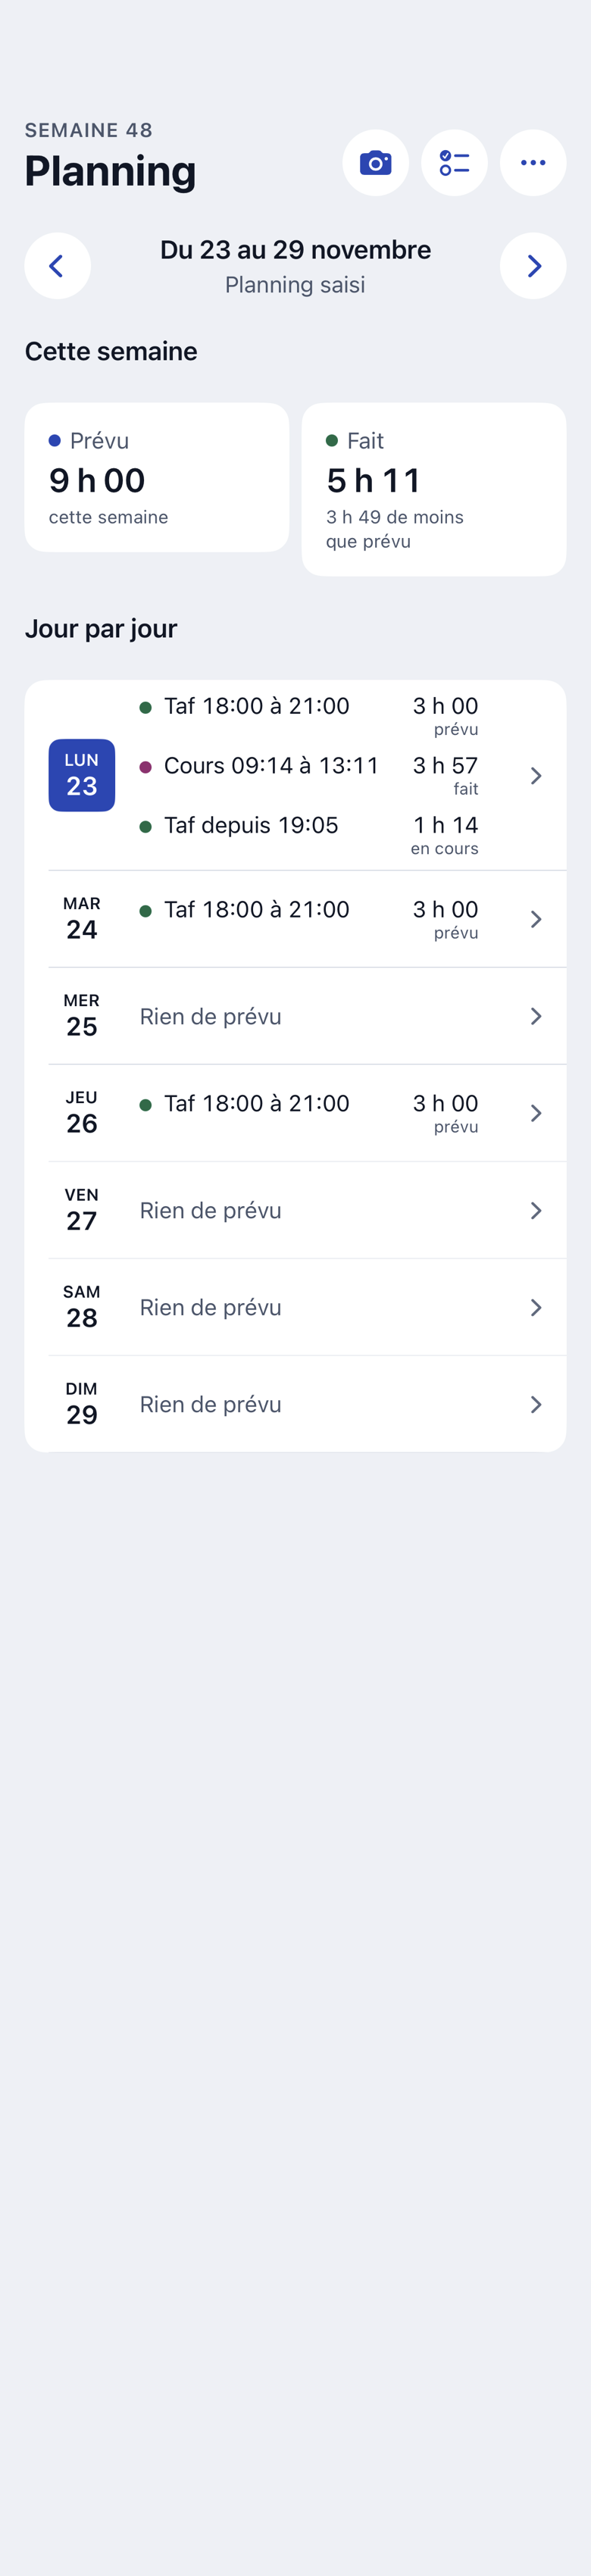 SEMAINE 48
Planning
Du 23 au 29 novembre
Planning saisi
Cette semaine
Prévu
9 h 00
cette semaine
Fait
5 h 11
3 h 49 de moins
que prévu
Jour par jour
LUN
23
Taf 18:00 à 21:00
3 h 00
prévu
Cours 09:14 à 13:11
3 h 57
fait
Taf depuis 19:05
1 h 14
en cours
MAR
24
Taf 18:00 à 21:00
3 h 00
prévu
MER
25
Rien de prévu
JEU
26
Taf 18:00 à 21:00
3 h 00
prévu
VEN
27
Rien de prévu
SAM
28
Rien de prévu
DIM
29
Rien de prévu